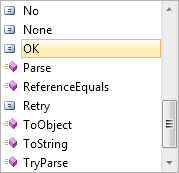 No
None
OK
Parse
ReferenceEquals
Retry
ToObject
ToString
TryParse